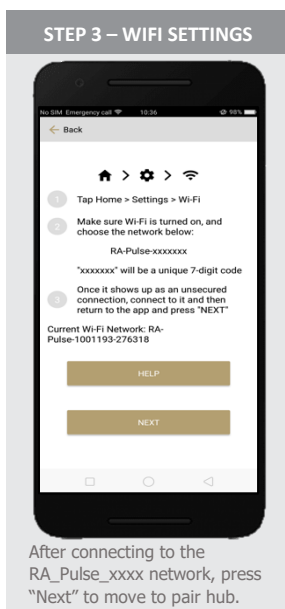 STEP 3 – WIFI SETTINGS
No SIM Emergency call 10:36 98%
Back
> >
1 Tap Home > Settings > Wi-Fi
2 Make sure Wi-Fi is turned on, and
choose the network below:
RA-Pulse-xxxxxxx
"xxxxxxx" will be a unique 7-digit code
3 Once it shows up as an unsecured
connection, connect to it and then
return to the app and press "NEXT"
Current Wi-Fi Network: RA-
Pulse-1001193-276318
HELP
NEXT
After connecting to the
RA_Pulse_xxxx network, press
“Next” to move to pair hub.